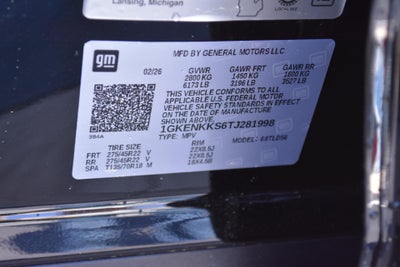 Lansing, Michigan
gm
MFD BY GENERAL MOTORS LLC
02/26 GVWR GAWR FRT GAWR RR
2800 KG 1450 KG 1600 KG
6173 LB 3196 LB 3527 LB
THIS VEHICLE CONFORMS TO ALL
APPLICABLE U.S. FEDERAL MOTOR
VEHICLE SAFETY STANDARDS IN EFFECT
ON THE DATE OF MANUFACTURE
SHOWN ABOVE.
1GKENKKS6TJ281998
TYPE: MPV
TIRE SIZE RIM
FRT 275/45R22 V 22X8.5J
RR 275/45R22 V 22X8.5J
SPA T135/70R18 M 18X4.5B